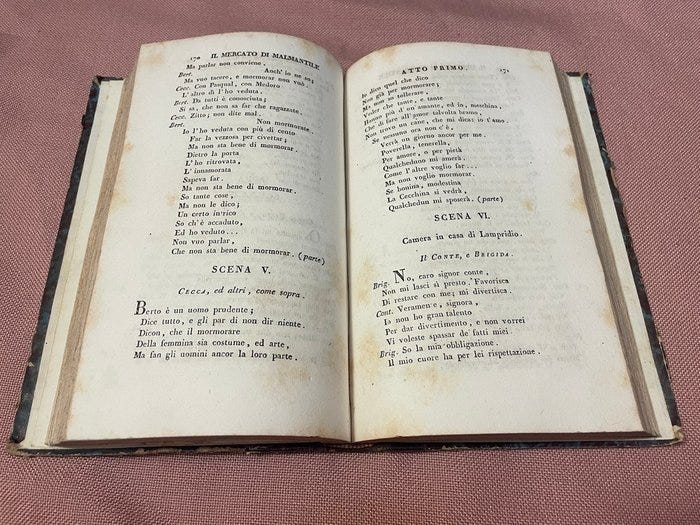 170 IL MERCATO DI MALMANTILE
Ma parlar non conviene.
Bert. Anch' io ne so;
Ma vuo tacere, e mormorar non vuò.
Cecc. Con Pasqual, con Medoro
L' altro dì l' ho veduta.
Bert. Da tutti è conosciuta;
Si sa, che non sa far che ragazzate.
Cecc. Zitto; non dite mal.
Bert. Non mormorate.
Io l' ho veduta con più di cento
Far la vezzosa per civettar;
Ma non sta bene di mormorar.
Dietro la porta
L' ho ritrovata,
L' innamorata
Sapeva far.
Ma non sta bene di mormorar.
So tante cose,
Ma non le dico;
Un certo in'rico
So ch' è accaduto,
Ed ho veduto...
Non vuo parlar,
Che non sta bene di mormorar. (parte)
SCENA V.
CECCA, ed altri, come sopra.
Berto è un uomo prudente;
Dice tutto, e gli par di non dir niente.
Dicon, che il mormorare
Della femmina sia costume, ed arte,
Ma fan gli uomini ancor la loro parte.
ATTO PRIMO. 171
Io dico quel che dico
Non già per mormorare;
Ma non so tollerare,
Veder che tante, e tante
Hanno più d' un amante, ed io, meschina,
Che di fare all' amor talvolta bramo,
Non trovo un cane, che mi dica: io t' amo.
Se nessuno ora non c' è,
Verrà un giorno ancor per me.
Poverella, tenerella,
Per amore, o per pietà
Qualcheduno mi amerà.
Come l' altre voglio far...
Ma non voglio mormorar.
Se bonina, modestina
La Cecchina si vedrà,
Qualchedun mi sposerà. (parte)
SCENA VI.
Camera in casa di Lampridio.
Il CONTE, e BRIGIDA.
Brig. No, caro signor conte,
Non mi lasci sì presto. Favorisca
Di restare con me; mi divertisca.
Cont. Veramen'e, signora,
Io non ho gran talento
Per dar divertimento, e non vorrei
Vi voleste spassar de' fatti miei.
Brig. So la mia obbligazione.
Il mio cuore ha per lei rispettazione.